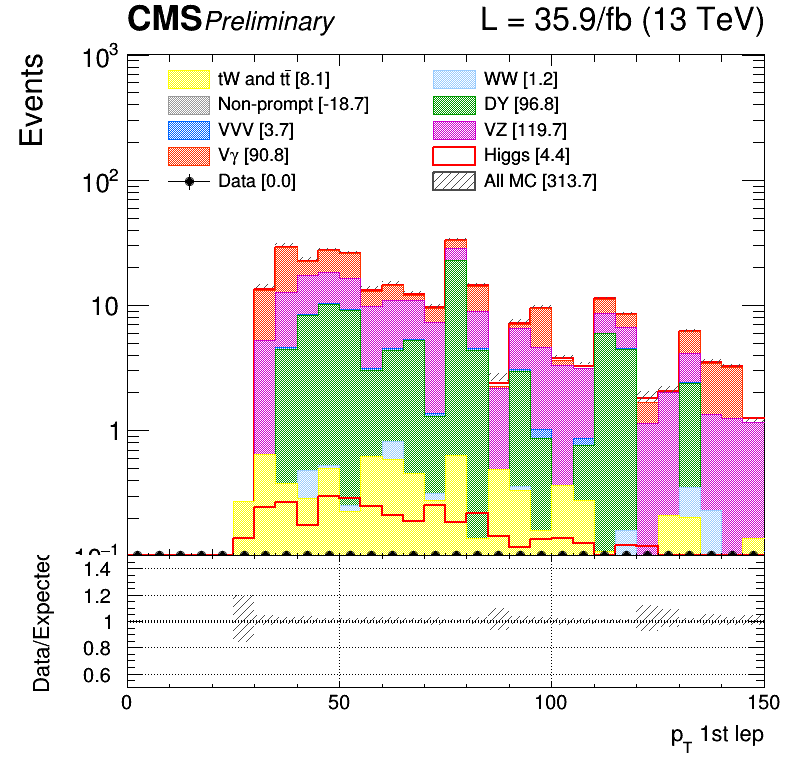 CMS Preliminary L = 35.9/fb (13 TeV)
Events
10³
10²
10
1
10⁻¹
tW and tt̄ [8.1]
WW [1.2]
Non-prompt [-18.7]
DY [96.8]
VVV [3.7]
VZ [119.7]
Vγ [90.8]
Higgs [4.4]
Data [0.0]
All MC [313.7]
Data/Expected
1.4
1.2
1
0.8
0.6
0 50 100 150
p_T 1st lep